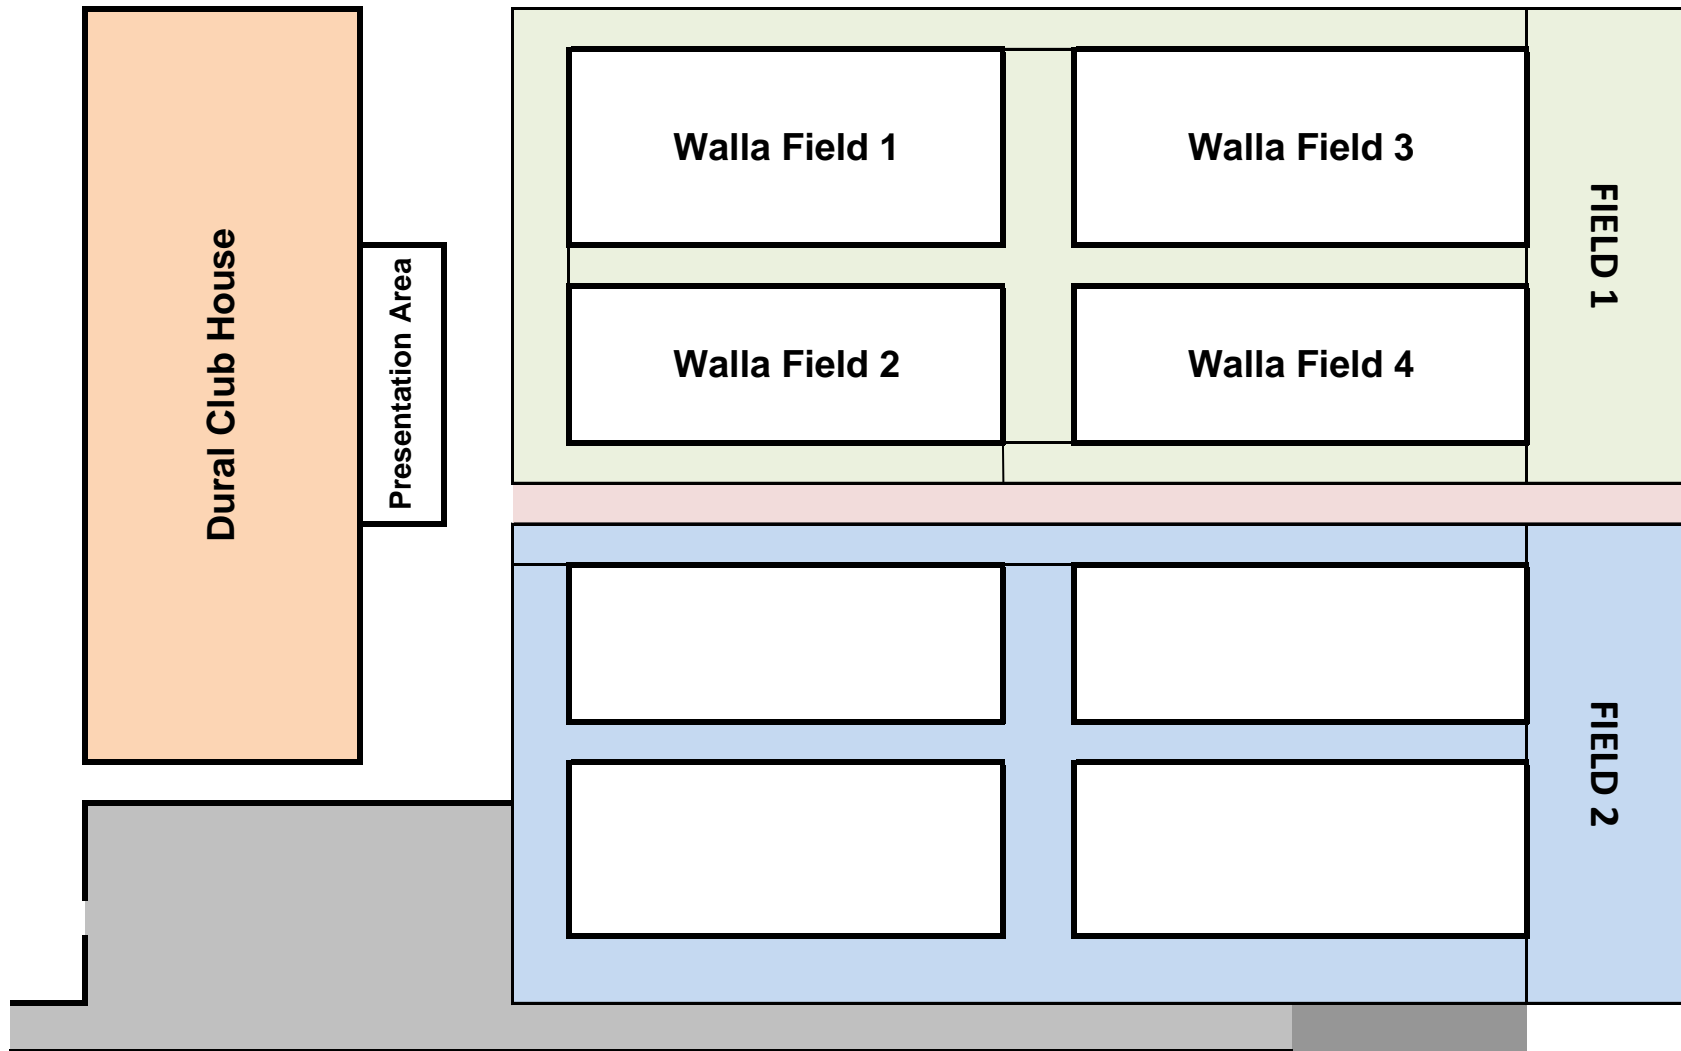 Dural Club House
Presentation Area
Walla Field 1
Walla Field 3
Walla Field 2
Walla Field 4
FIELD 1
FIELD 2